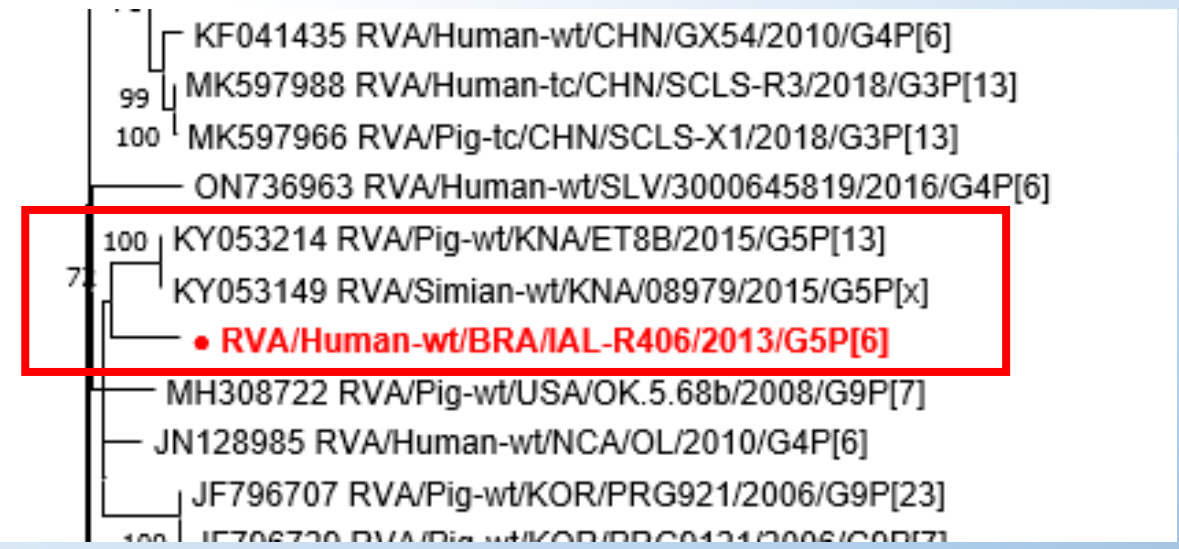 KF041435 RVA/Human-wt/CHN/GX54/2010/G4P[6]
99 MK597988 RVA/Human-tc/CHN/SCLS-R3/2018/G3P[13]
100 MK597966 RVA/Pig-tc/CHN/SCLS-X1/2018/G3P[13]
ON736963 RVA/Human-wt/SLV/3000645819/2016/G4P[6]
100 KY053214 RVA/Pig-wt/KNA/ET8B/2015/G5P[13]
KY053149 RVA/Simian-wt/KNA/08979/2015/G5P[x]
• RVA/Human-wt/BRA/IAL-R406/2013/G5P[6]
MH308722 RVA/Pig-wt/USA/OK.5.68b/2008/G9P[7]
JN128985 RVA/Human-wt/NCA/OL/2010/G4P[6]
JF796707 RVA/Pig-wt/KOR/PRG921/2006/G9P[23]
100